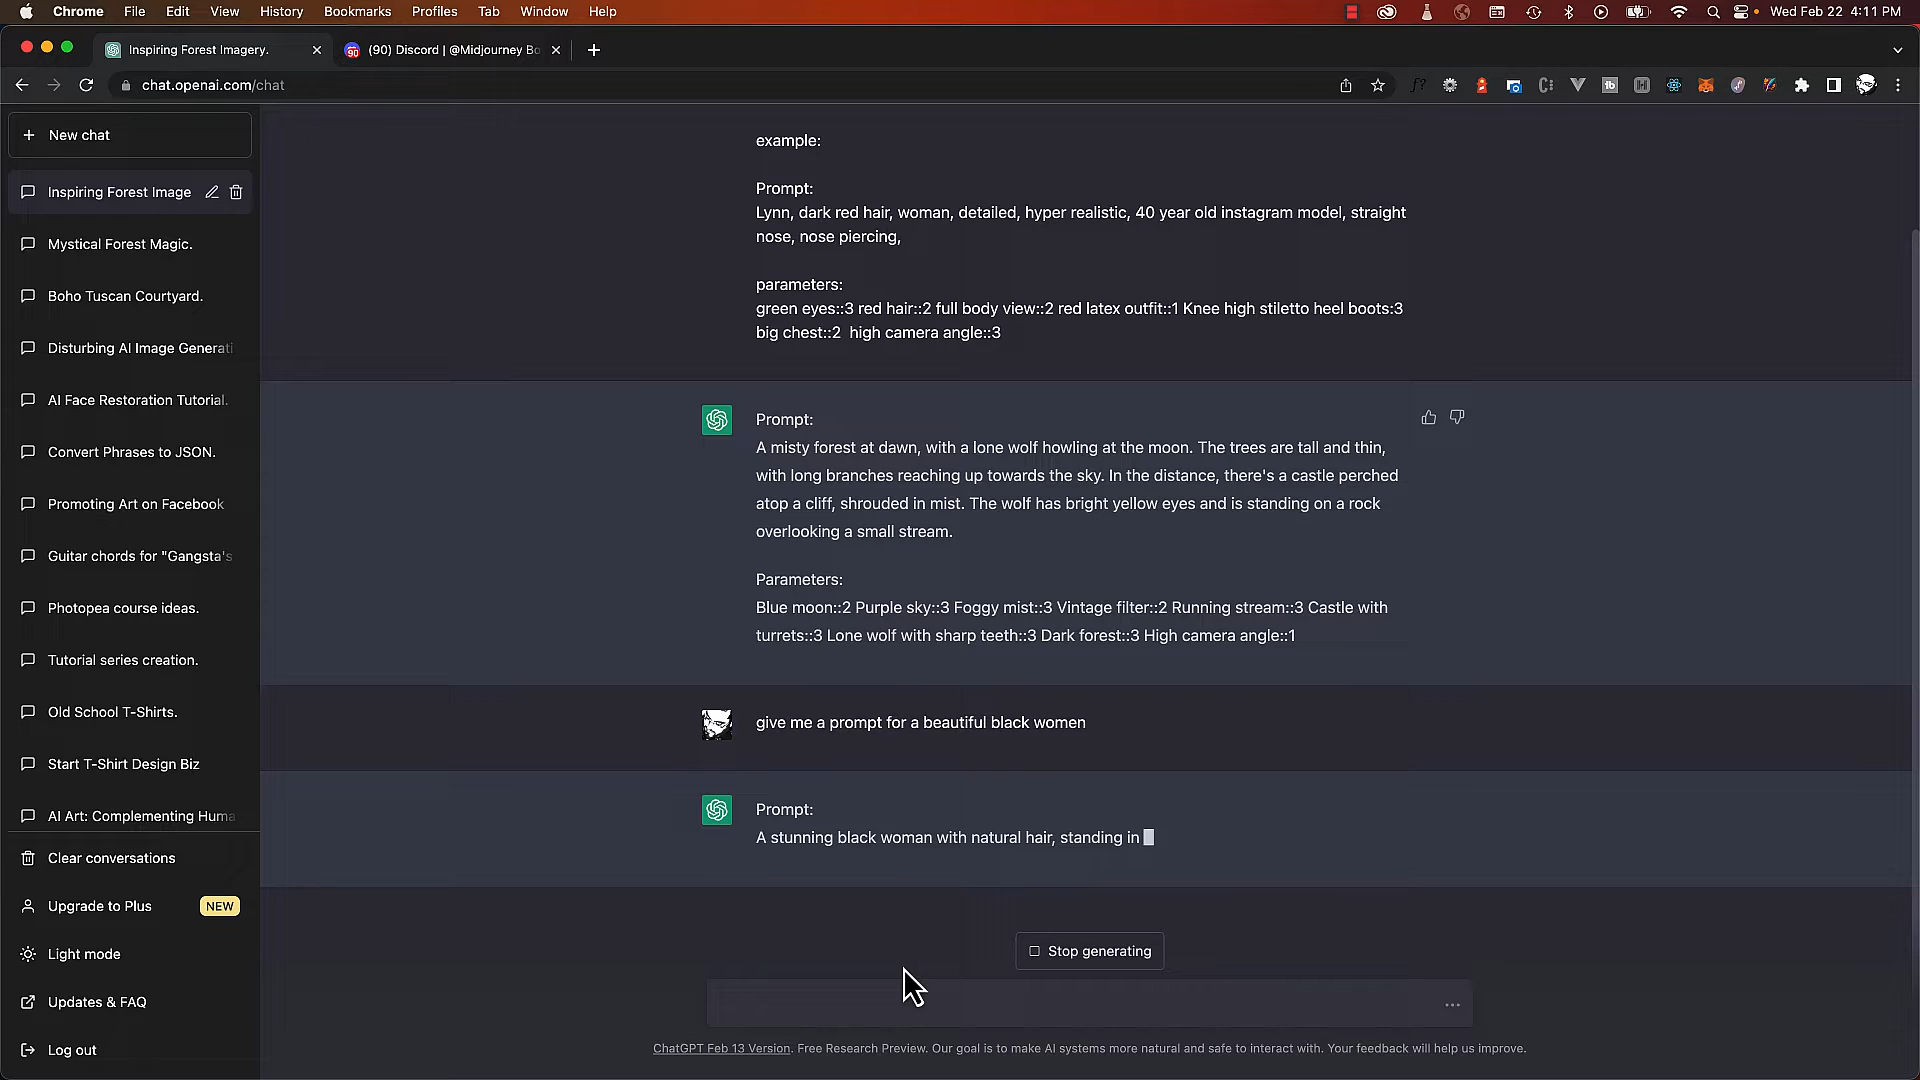 Chrome File Edit View History Bookmarks Profiles Tab Window Help
Wed Feb 22 4:11 PM
Inspiring Forest Imagery.
(90) Discord | @Midjourney Bo
chat.openai.com/chat
New chat
Inspiring Forest Image
Mystical Forest Magic.
Boho Tuscan Courtyard.
Disturbing AI Image Generati
AI Face Restoration Tutorial.
Convert Phrases to JSON.
Promoting Art on Facebook
Guitar chords for "Gangsta's
Photopea course ideas.
Tutorial series creation.
Old School T-Shirts.
Start T-Shirt Design Biz
AI Art: Complementing Huma
Clear conversations
Upgrade to Plus NEW
Light mode
Updates & FAQ
Log out
example:
Prompt:
Lynn, dark red hair, woman, detailed, hyper realistic, 40 year old instagram model, straight
nose, nose piercing,
parameters:
green eyes::3 red hair::2 full body view::2 red latex outfit::1 Knee high stiletto heel boots:3
big chest::2 high camera angle::3
Prompt:
A misty forest at dawn, with a lone wolf howling at the moon. The trees are tall and thin,
with long branches reaching up towards the sky. In the distance, there's a castle perched
atop a cliff, shrouded in mist. The wolf has bright yellow eyes and is standing on a rock
overlooking a small stream.
Parameters:
Blue moon::2 Purple sky::3 Foggy mist::3 Vintage filter::2 Running stream::3 Castle with
turrets::3 Lone wolf with sharp teeth::3 Dark forest::3 High camera angle::1
give me a prompt for a beautiful black women
Prompt:
A stunning black woman with natural hair, standing in
Stop generating
ChatGPT Feb 13 Version. Free Research Preview. Our goal is to make AI systems more natural and safe to interact with. Your feedback will help us improve.